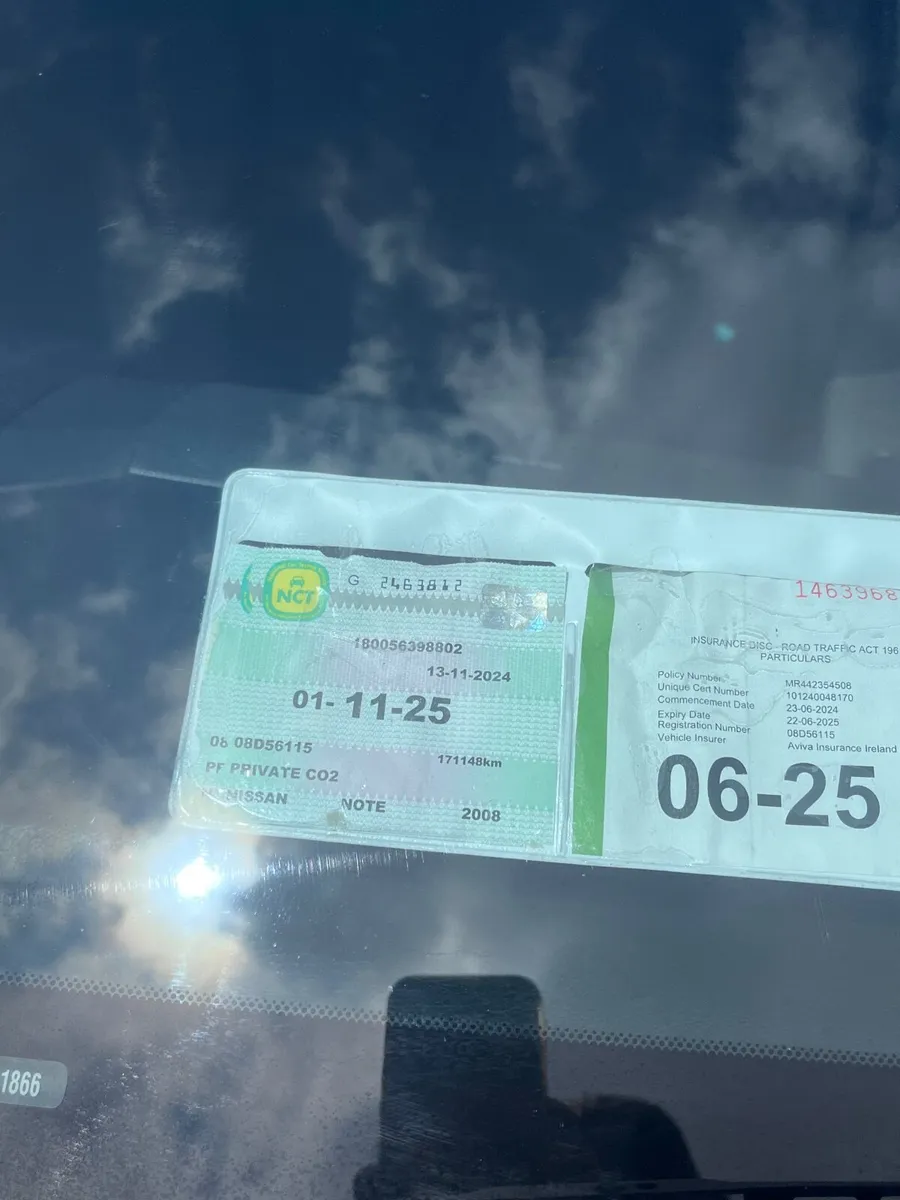 NCT
G 2463812
180056398802
13-11-2024
01- 11-25
08 08D56115
171148km
PF PRIVATE CO2
NISSAN NOTE 2008
1463968
INSURANCE DISC - ROAD TRAFFIC ACT 196
PARTICULARS
Policy Number MR442354508
Unique Cert Number 101240048170
Commencement Date 23-06-2024
Expiry Date 22-06-2025
Registration Number 08D56115
Vehicle Insurer Aviva Insurance Ireland
06-25
1866